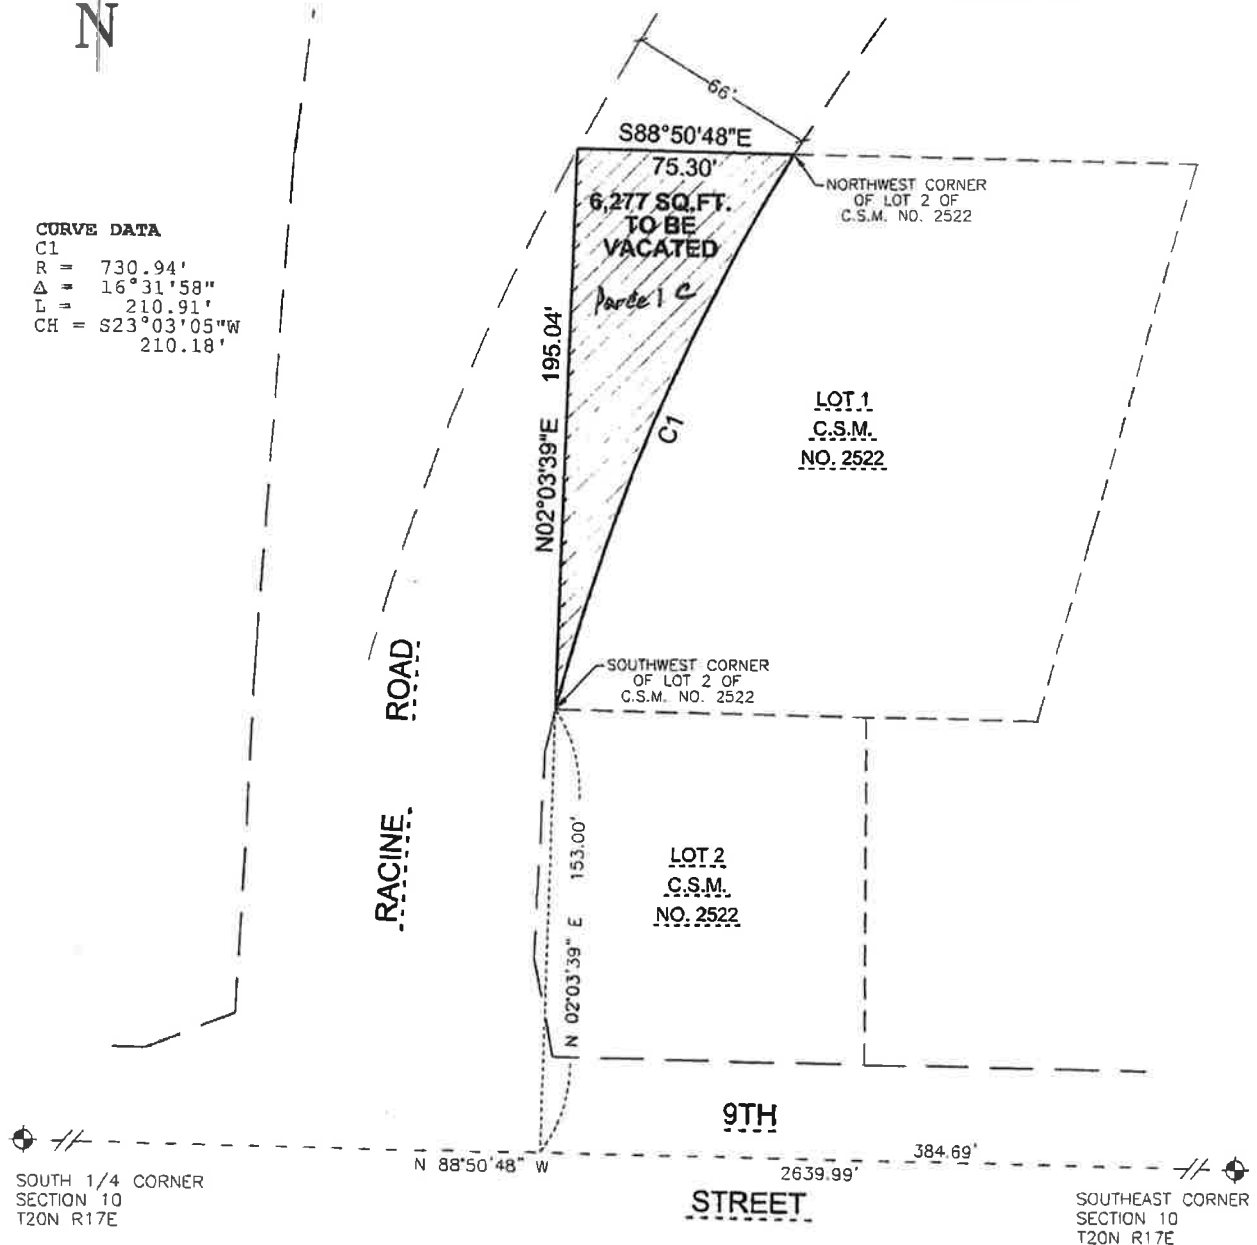 N
66'
S88°50'48"E
75.30'
6,277 SQ.FT.
TO BE
VACATED
Parcel C
NORTHWEST CORNER
OF LOT 2 OF
C.S.M. NO. 2522
CURVE DATA
C1
R = 730.94'
Δ = 16°31'58"
L = 210.91'
CH = S23°03'05"W
210.18'
N02°03'39"E 195.04'
C1
LOT 1
C.S.M.
NO. 2522
SOUTHWEST CORNER
OF LOT 2 OF
C.S.M. NO. 2522
RACINE ROAD
N 02°03'39" E 153.00'
LOT 2
C.S.M.
NO. 2522
9TH
N 88°50'48" W
384.69'
2639.99'
STREET
SOUTH 1/4 CORNER
SECTION 10
T20N R17E
SOUTHEAST CORNER
SECTION 10
T20N R17E